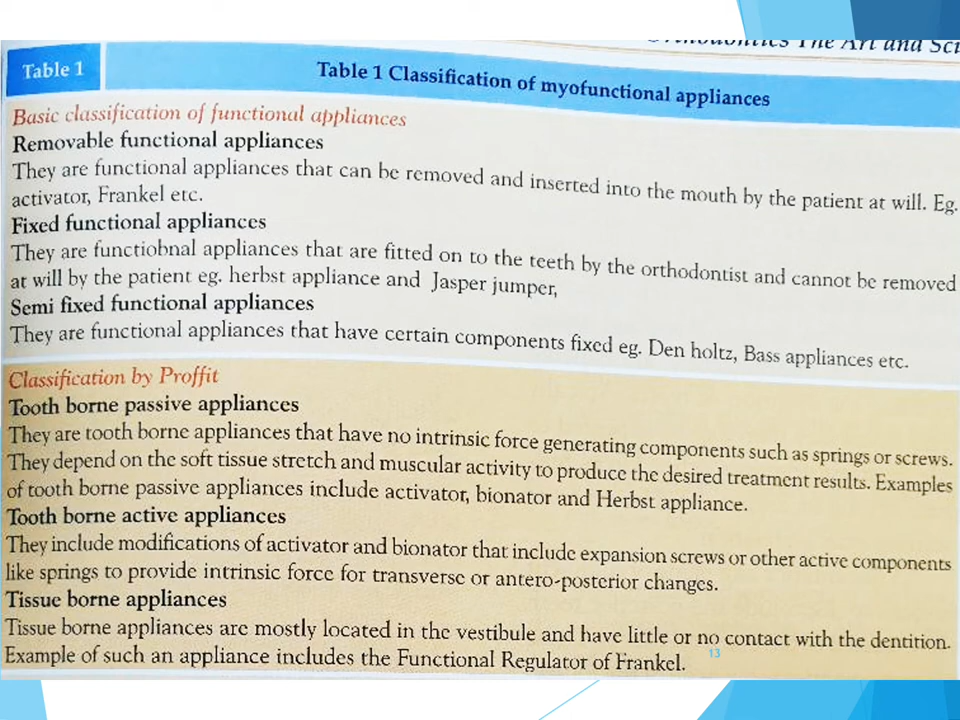 Orthodontics The Art and Sci
Table 1
Table 1 Classification of myofunctional appliances
Basic classification of functional appliances
Removable functional appliances
They are functional appliances that can be removed and inserted into the mouth by the patient at will. Eg.
activator, Frankel etc.
Fixed functional appliances
They are functiobnal appliances that are fitted on to the teeth by the orthodontist and cannot be removed
at will by the patient eg. herbst appliance and Jasper jumper,
Semi fixed functional appliances
They are functional appliances that have certain components fixed eg. Den holtz, Bass appliances etc.
Classification by Proffit
Tooth borne passive appliances
They are tooth borne appliances that have no intrinsic force generating components such as springs or screws.
They depend on the soft tissue stretch and muscular activity to produce the desired treatment results. Examples
of tooth borne passive appliances include activator, bionator and Herbst appliance.
Tooth borne active appliances
They include modifications of activator and bionator that include expansion screws or other active components
like springs to provide intrinsic force for transverse or antero-posterior changes.
Tissue borne appliances
Tissue borne appliances are mostly located in the vestibule and have little or no contact with the dentition.
Example of such an appliance includes the Functional Regulator of Frankel.
13